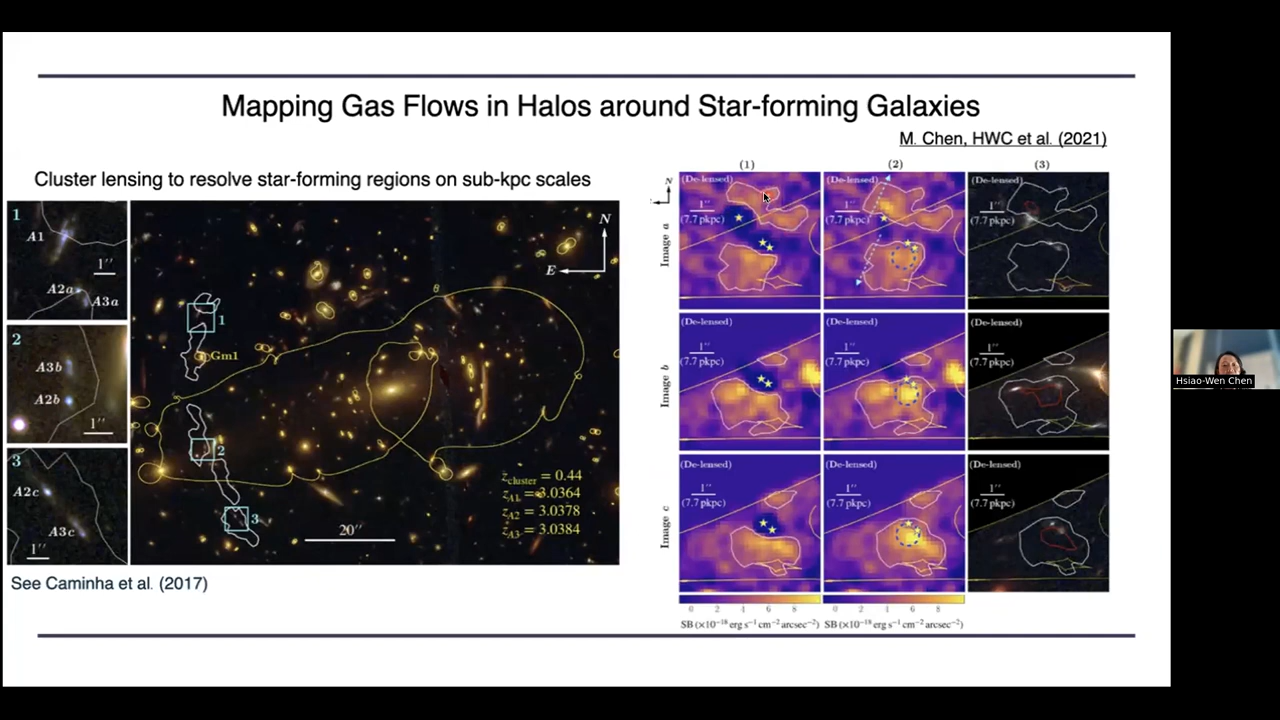 Mapping Gas Flows in Halos around Star-forming Galaxies
M. Chen, HWC et al. (2021)
Cluster lensing to resolve star-forming regions on sub-kpc scales
1
A1
1″
A2a
A3a
2
A3b
A2b
1″
3
A2c
A3c
1″
N
E
1
Gm1
2
3
20″
z_cluster = 0.44
z_A1 = 3.0364
z_A2 = 3.0378
z_A3 = 3.0384
See Caminha et al. (2017)
(1) (2) (3)
N
Image a
(De-lensed) (De-lensed) (De-lensed)
1″ 1″ 1″
(7.7 pkpc) (7.7 pkpc) (7.7 pkpc)
Image b
(De-lensed) (De-lensed) (De-lensed)
1″ 1″ 1″
(7.7 pkpc) (7.7 pkpc) (7.7 pkpc)
Image c
(De-lensed) (De-lensed) (De-lensed)
1″ 1″ 1″
(7.7 pkpc) (7.7 pkpc) (7.7 pkpc)
0 2 4 6 8 0 2 4 6 8
SB (×10⁻¹⁸ erg s⁻¹ cm⁻² arcsec⁻²) SB (×10⁻¹⁸ erg s⁻¹ cm⁻² arcsec⁻²)
Hsiao-Wen Chen